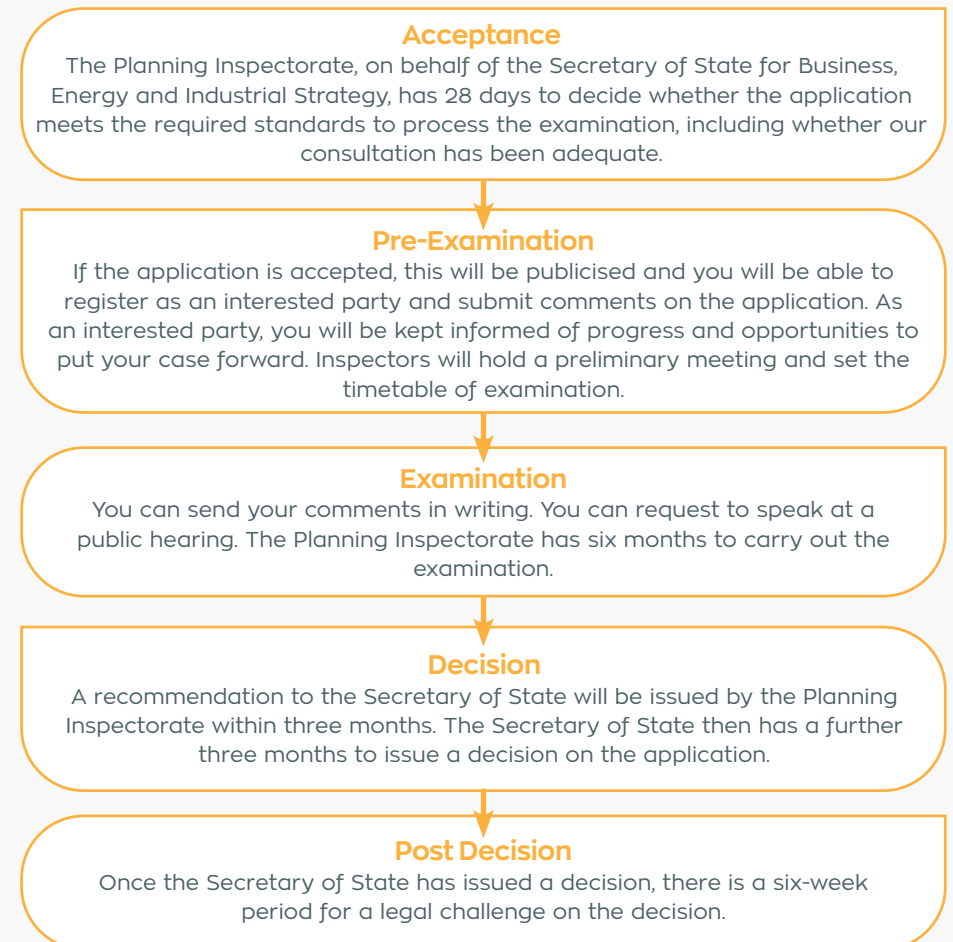 Acceptance
The Planning Inspectorate, on behalf of the Secretary of State for Business,
Energy and Industrial Strategy, has 28 days to decide whether the application
meets the required standards to process the examination, including whether our
consultation has been adequate.
Pre-Examination
If the application is accepted, this will be publicised and you will be able to
register as an interested party and submit comments on the application. As
an interested party, you will be kept informed of progress and opportunities to
put your case forward. Inspectors will hold a preliminary meeting and set the
timetable of examination.
Examination
You can send your comments in writing. You can request to speak at a
public hearing. The Planning Inspectorate has six months to carry out the
examination.
Decision
A recommendation to the Secretary of State will be issued by the Planning
Inspectorate within three months. The Secretary of State then has a further
three months to issue a decision on the application.
Post Decision
Once the Secretary of State has issued a decision, there is a six-week
period for a legal challenge on the decision.